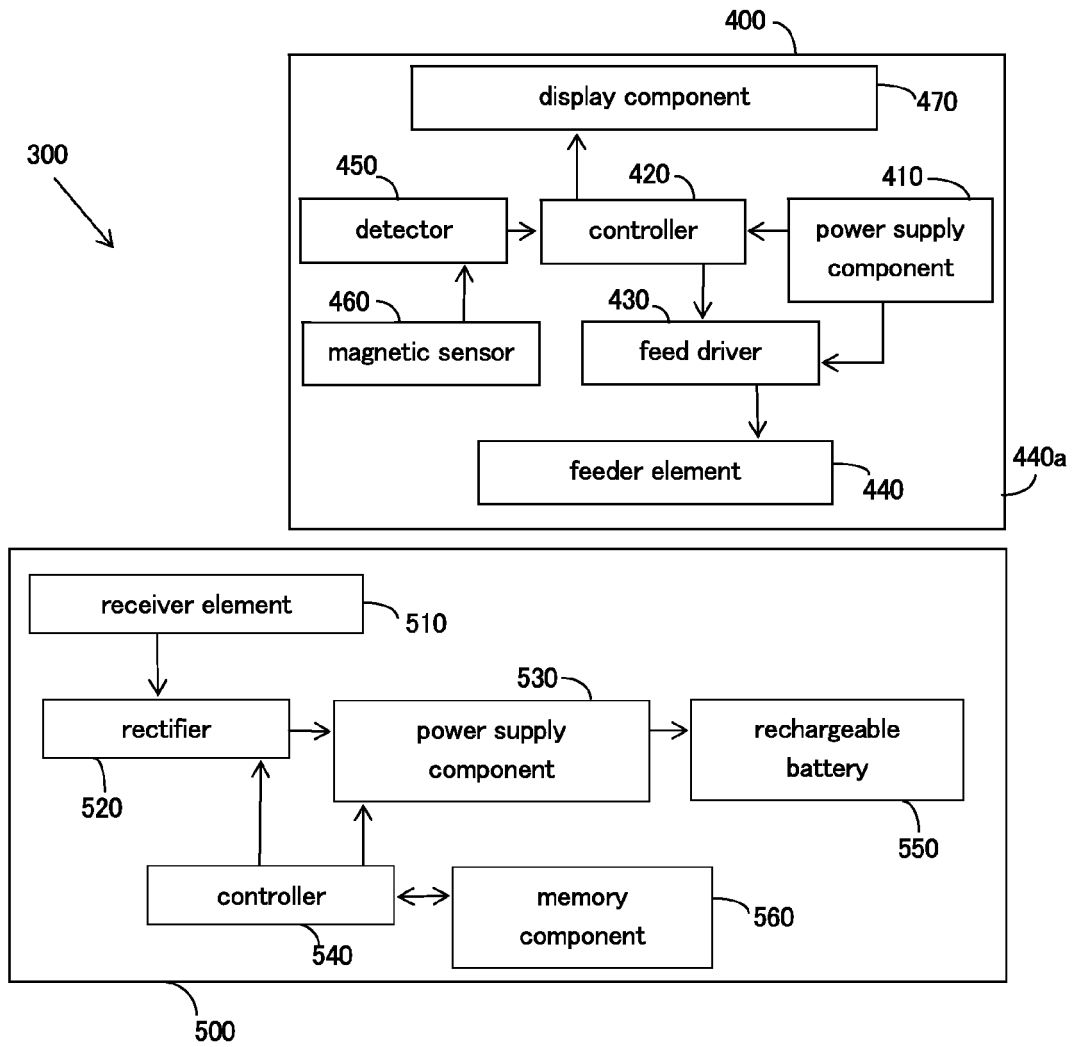 400
display component
470
300
450
420
410
detector
controller
power supply
component
460
430
magnetic sensor
feed driver
feeder element
440
440a
receiver element
510
530
rectifier
power supply
component
rechargeable
battery
520
550
controller
memory
component
560
540
500